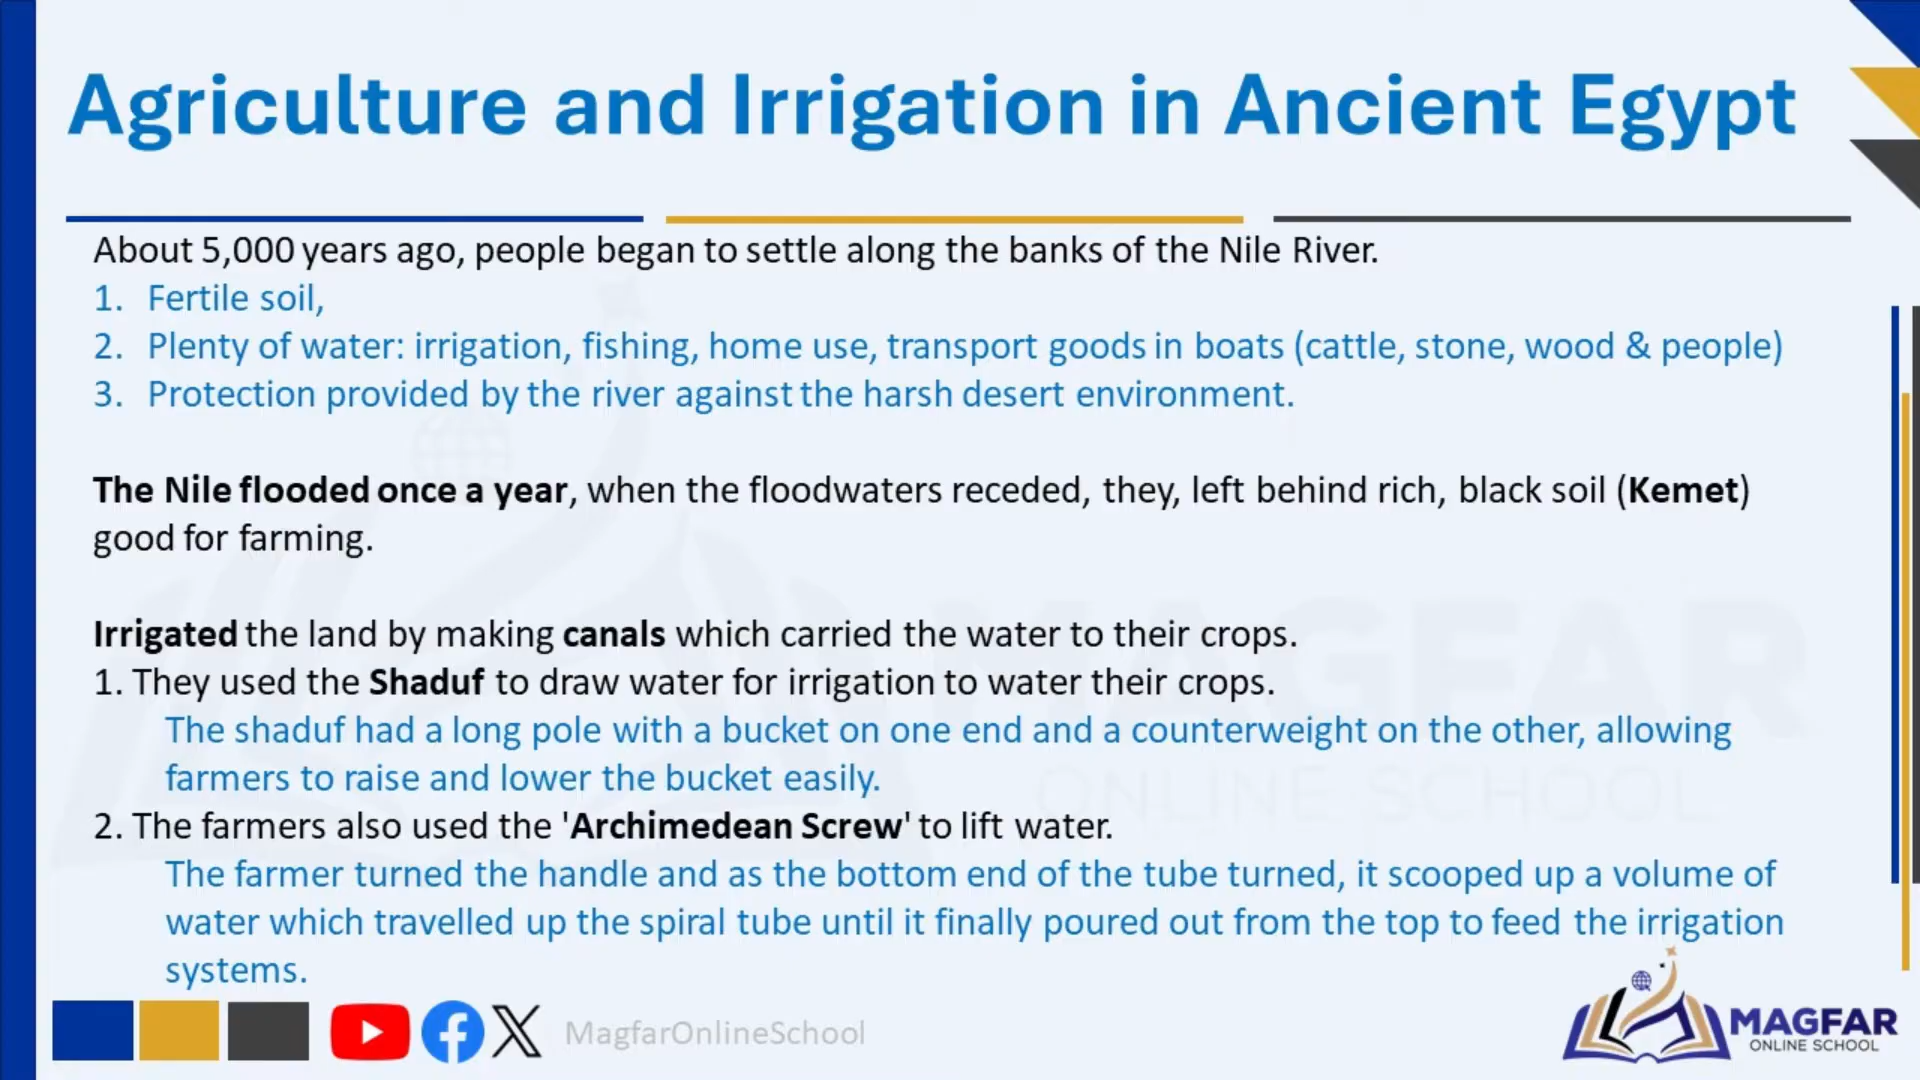 Agriculture and Irrigation in Ancient Egypt
About 5,000 years ago, people began to settle along the banks of the Nile River.
1. Fertile soil,
2. Plenty of water: irrigation, fishing, home use, transport goods in boats (cattle, stone, wood & people)
3. Protection provided by the river against the harsh desert environment.
The Nile flooded once a year, when the floodwaters receded, they, left behind rich, black soil (Kemet)
good for farming.
Irrigated the land by making canals which carried the water to their crops.
1. They used the Shaduf to draw water for irrigation to water their crops.
The shaduf had a long pole with a bucket on one end and a counterweight on the other, allowing
farmers to raise and lower the bucket easily.
2. The farmers also used the 'Archimedean Screw' to lift water.
The farmer turned the handle and as the bottom end of the tube turned, it scooped up a volume of
water which travelled up the spiral tube until it finally poured out from the top to feed the irrigation
systems.
MAGFAR
ONLINE SCHOOL
MagfarOnlineSchool
MAGFAR
ONLINE SCHOOL